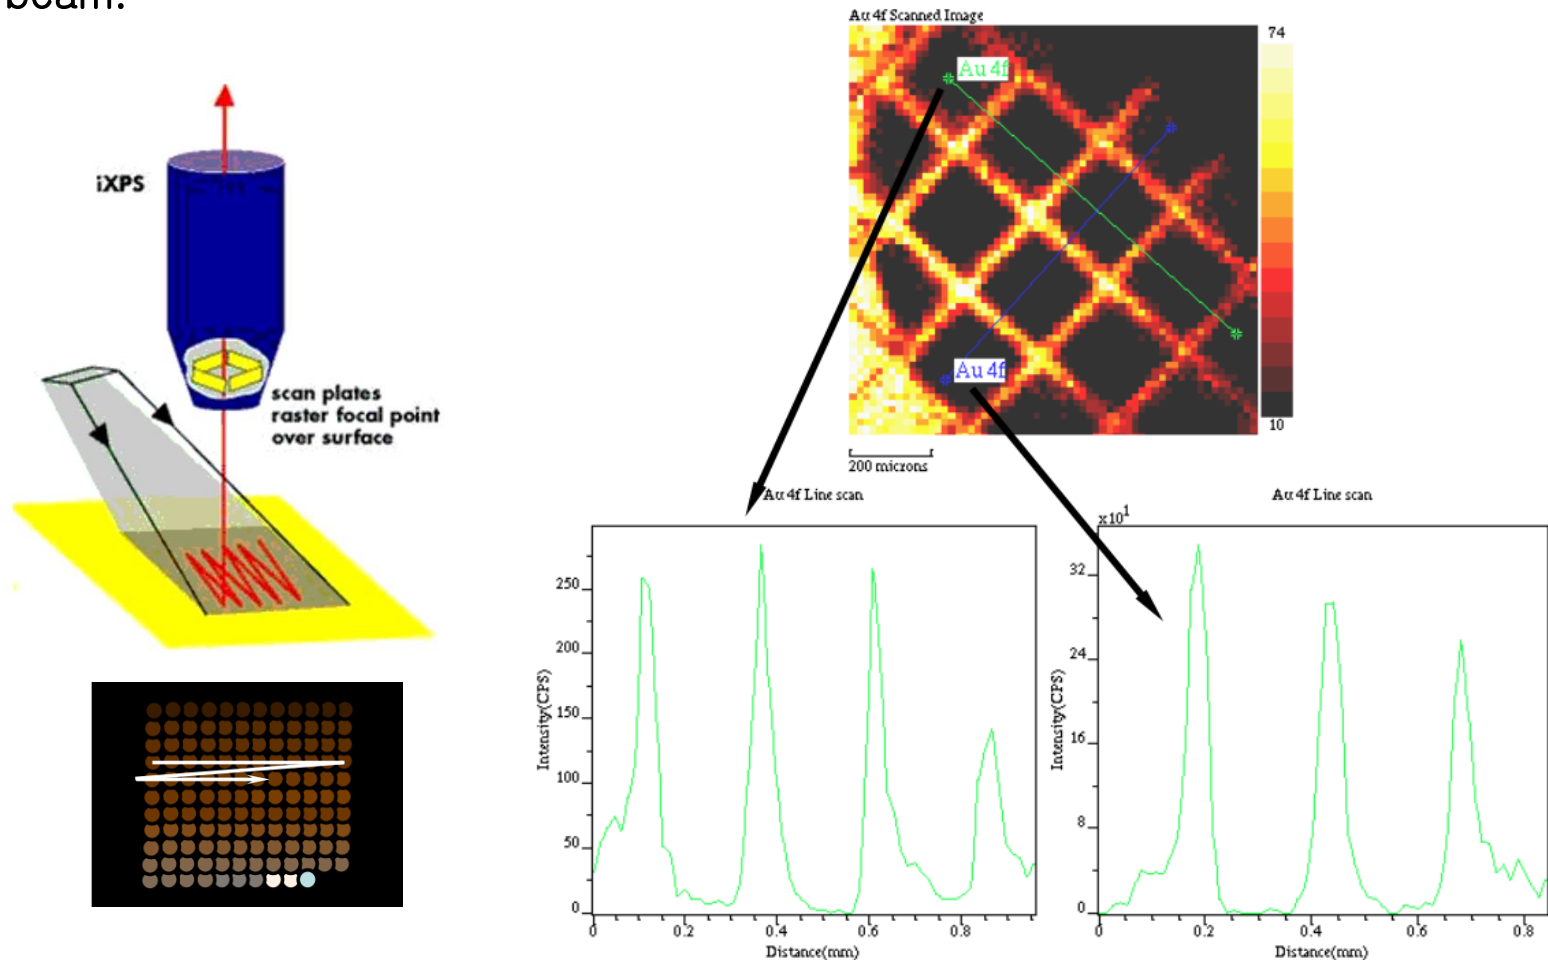 beam.
iXPS
scan plates
raster focal point
over surface
Au 4f Scanned Image
Au 4f
Au 4f
74
10
200 microns
Au 4f Line scan
Intensity(CPS)
250
200
150
100
50
0
0 0.2 0.4 0.6 0.8
Distance(mm)
Au 4f Line scan
x10¹
Intensity(CPS)
32
24
16
8
0
0 0.2 0.4 0.6 0.8
Distance(mm)